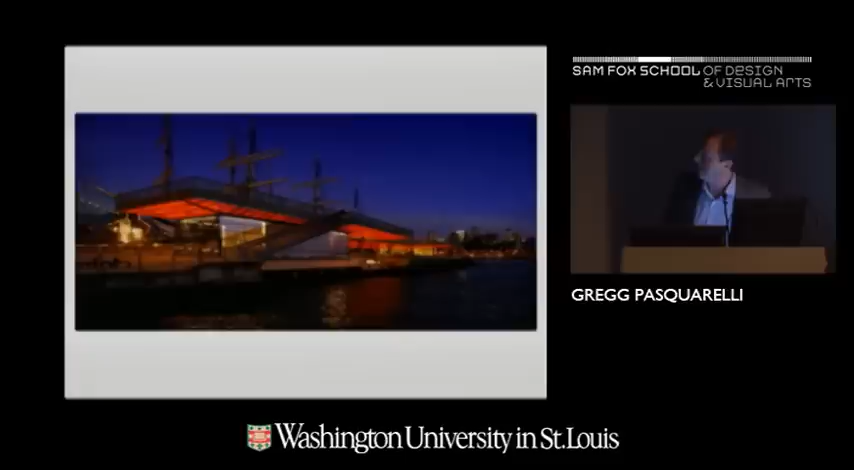 SAM FOX SCHOOL OF DESIGN
& VISUAL ARTS
GREGG PASQUARELLI
Washington University in St. Louis